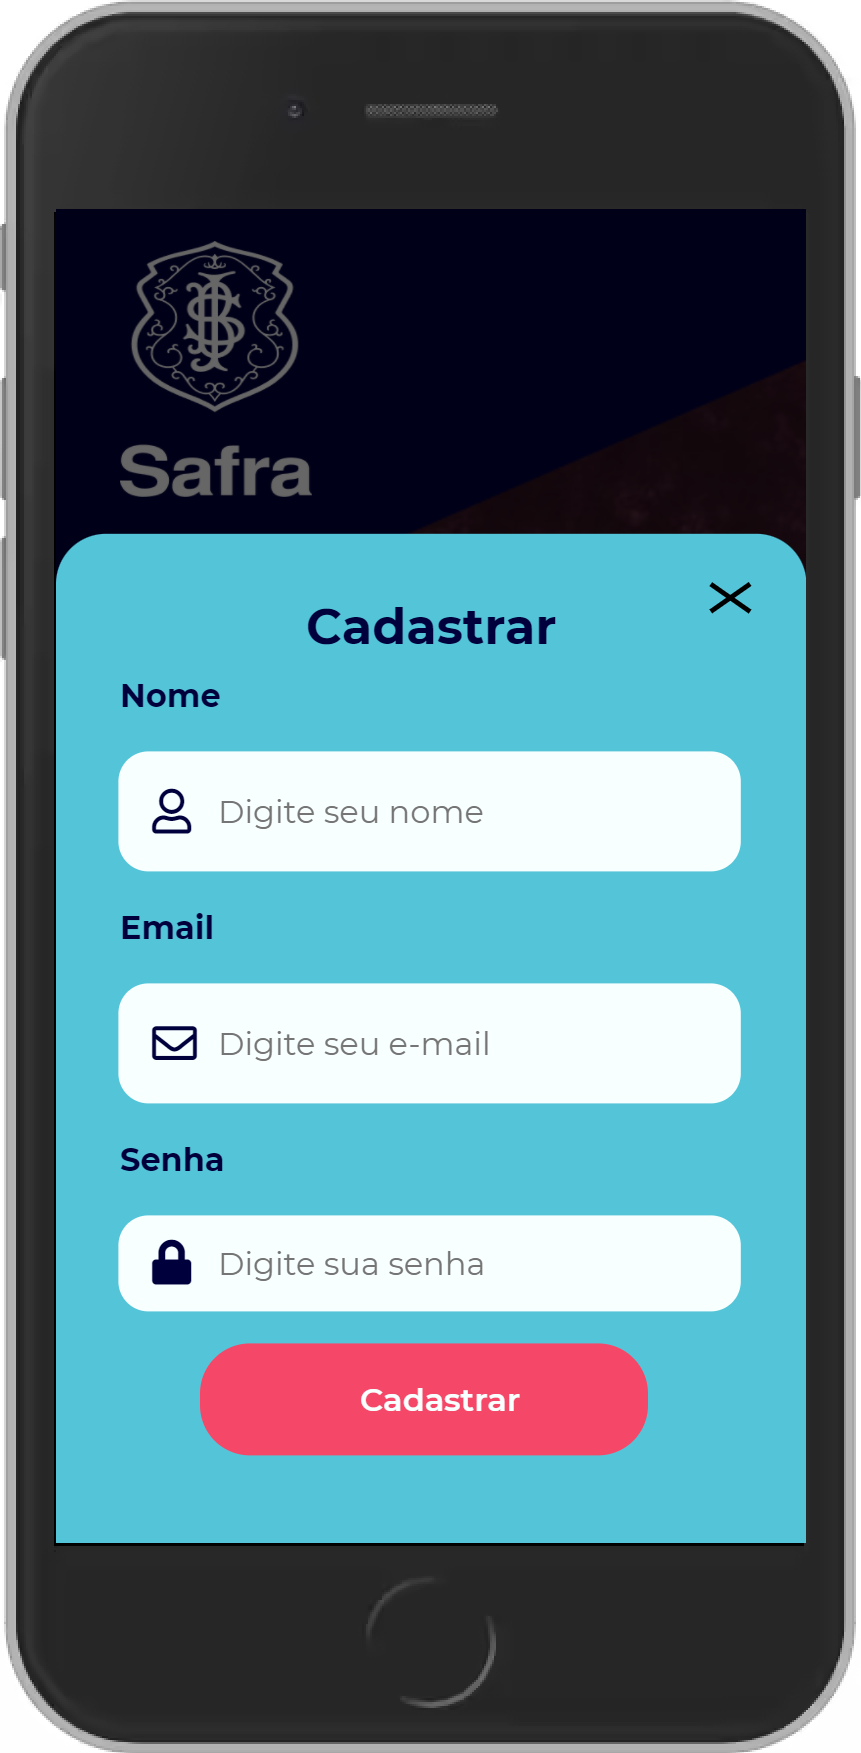 Safra
Cadastrar
Nome
Digite seu nome
Email
Digite seu e-mail
Senha
Digite sua senha
Cadastrar